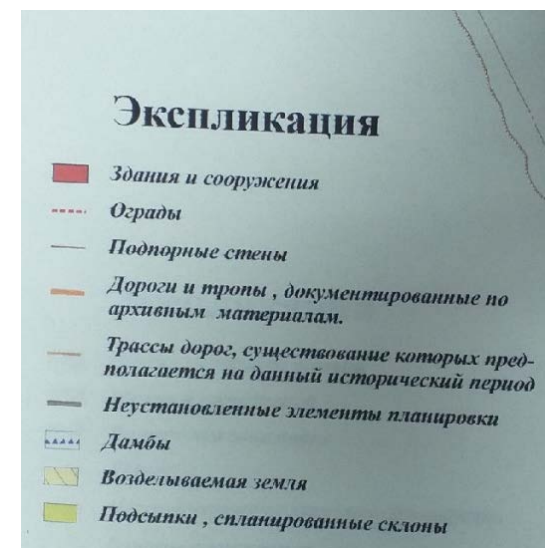 Экспликация
Здания и сооружения
Ограды
Подпорные стены
Дороги и тропы , документированные по
архивным материалам.
Трассы дорог, существование которых пред-
полагается на данный исторический период
Неустановленные элементы планировки
Дамбы
Возделываемая земля
Подсыпки , спланированные склоны